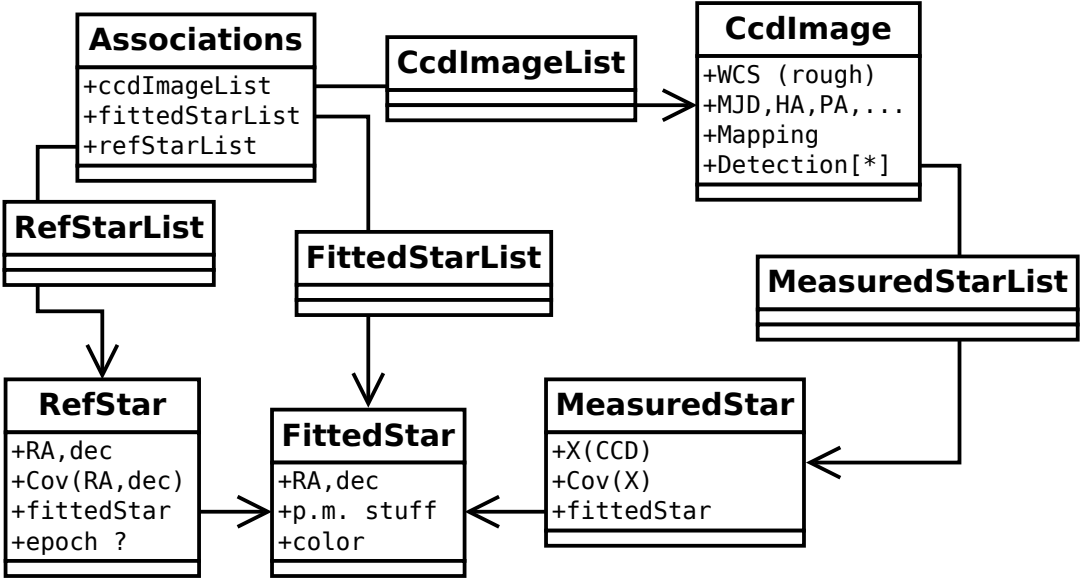 Associations
+ccdImageList
+fittedStarList
+refStarList
CcdImageList
CcdImage
+WCS (rough)
+MJD,HA,PA,...
+Mapping
+Detection[*]
RefStarList
FittedStarList
MeasuredStarList
RefStar
+RA,dec
+Cov(RA,dec)
+fittedStar
+epoch ?
FittedStar
+RA,dec
+p.m. stuff
+color
MeasuredStar
+X(CCD)
+Cov(X)
+fittedStar